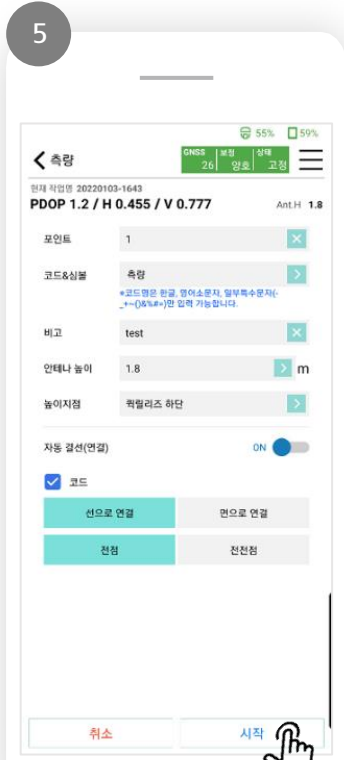 5
55% 59%
측량
GNSS 보정 상태
26 양호 고정
현재 작업명 20220103-1643
PDOP 1.2 / H 0.455 / V 0.777 Ant.H 1.8
포인트 1
코드&심볼 측량
*코드명은 한글, 영어소문자, 일부특수문자(-
_+~()&%#=)만 입력 가능합니다.
비고 test
안테나 높이 1.8 m
높이지점 퀵릴리즈 하단
자동 결선(연결) ON
코드
선으로 연결 면으로 연결
전점 전전점
취소 시작